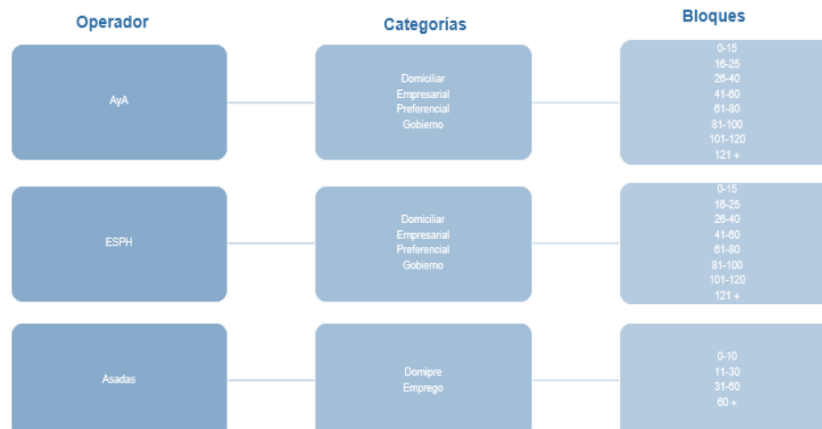 Operador
Categorías
Bloques
AyA
Domiciliar
Empresarial
Preferencial
Gobierno
0-15
16-25
26-40
41-60
61-80
81-100
101-120
121 +
ESPH
Domiciliar
Empresarial
Preferencial
Gobierno
0-15
16-25
26-40
41-60
61-80
81-100
101-120
121 +
Asadas
Domipre
Emprego
0-10
11-30
31-60
60 +